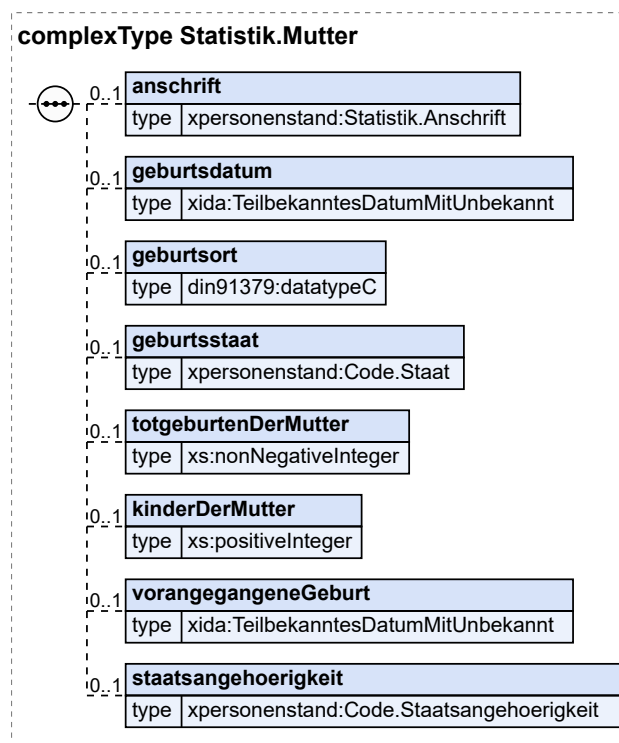 complexType Statistik.Mutter
0..1 anschrift
type xpersonenstand:Statistik.Anschrift
0..1 geburtsdatum
type xida:TeilbekanntesDatumMitUnbekannt
0..1 geburtsort
type din91379:datatypeC
0..1 geburtsstaat
type xpersonenstand:Code.Staat
0..1 totgeburtenDerMutter
type xs:nonNegativeInteger
0..1 kinderDerMutter
type xs:positiveInteger
0..1 vorangegangeneGeburt
type xida:TeilbekanntesDatumMitUnbekannt
0..1 staatsangehoerigkeit
type xpersonenstand:Code.Staatsangehoerigkeit